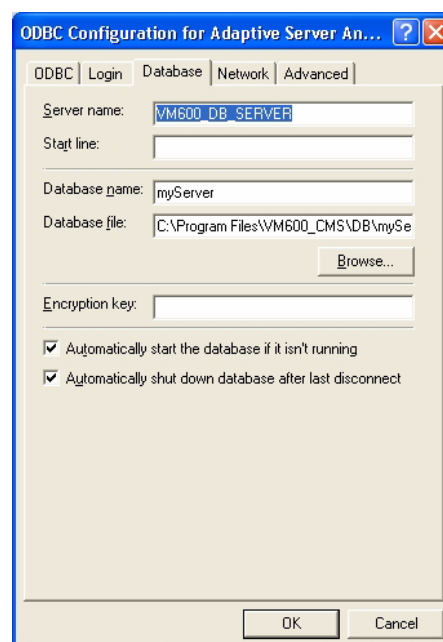 ODBC Configuration for Adaptive Server An...
ODBC Login Database Network Advanced
Server name: VM600_DB_SERVER
Start line:
Database name: myServer
Database file: C:\Program Files\VM600_CMS\DB\mySe
Browse...
Encryption key:
Automatically start the database if it isn't running
Automatically shut down database after last disconnect
OK Cancel